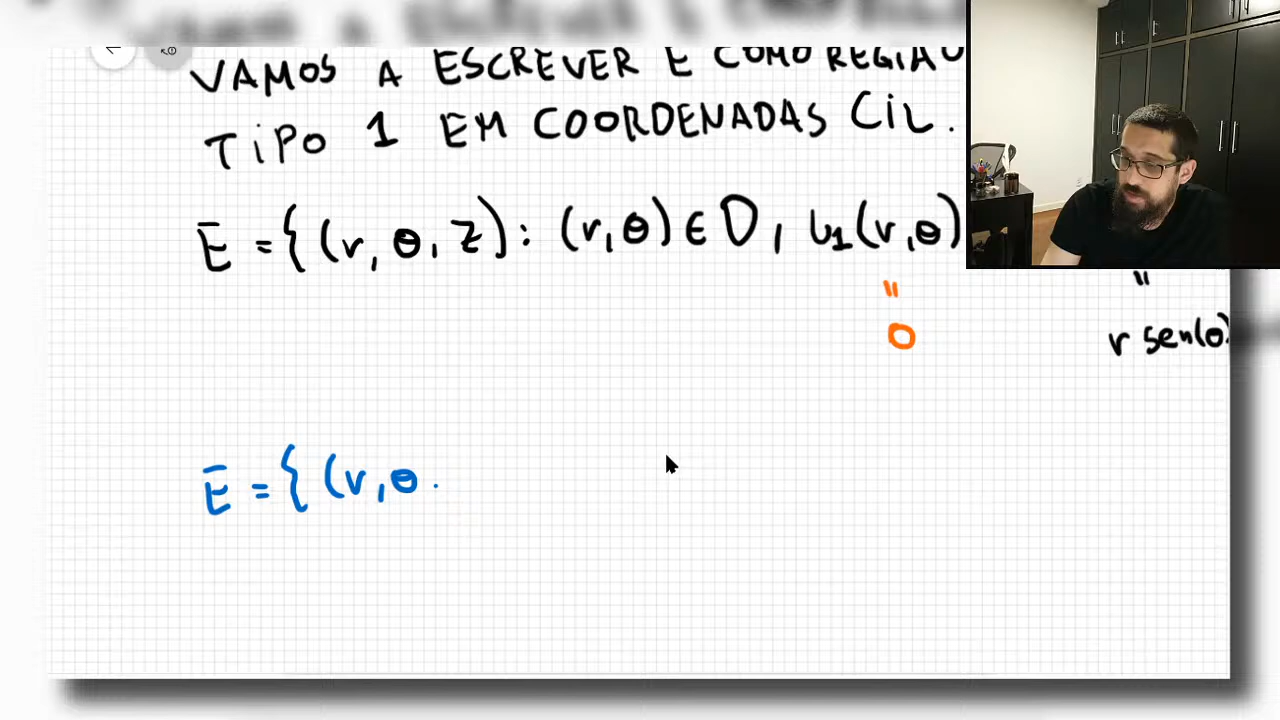 VAMOS A ESCREVER E COMO REGIÃO
TIPO 1 EM COORDENADAS CIL.
E = { (r, θ, z) : (r, θ) ∈ D, u1(r, θ)
"
"
0
r sen(θ)
E = { (r, θ .